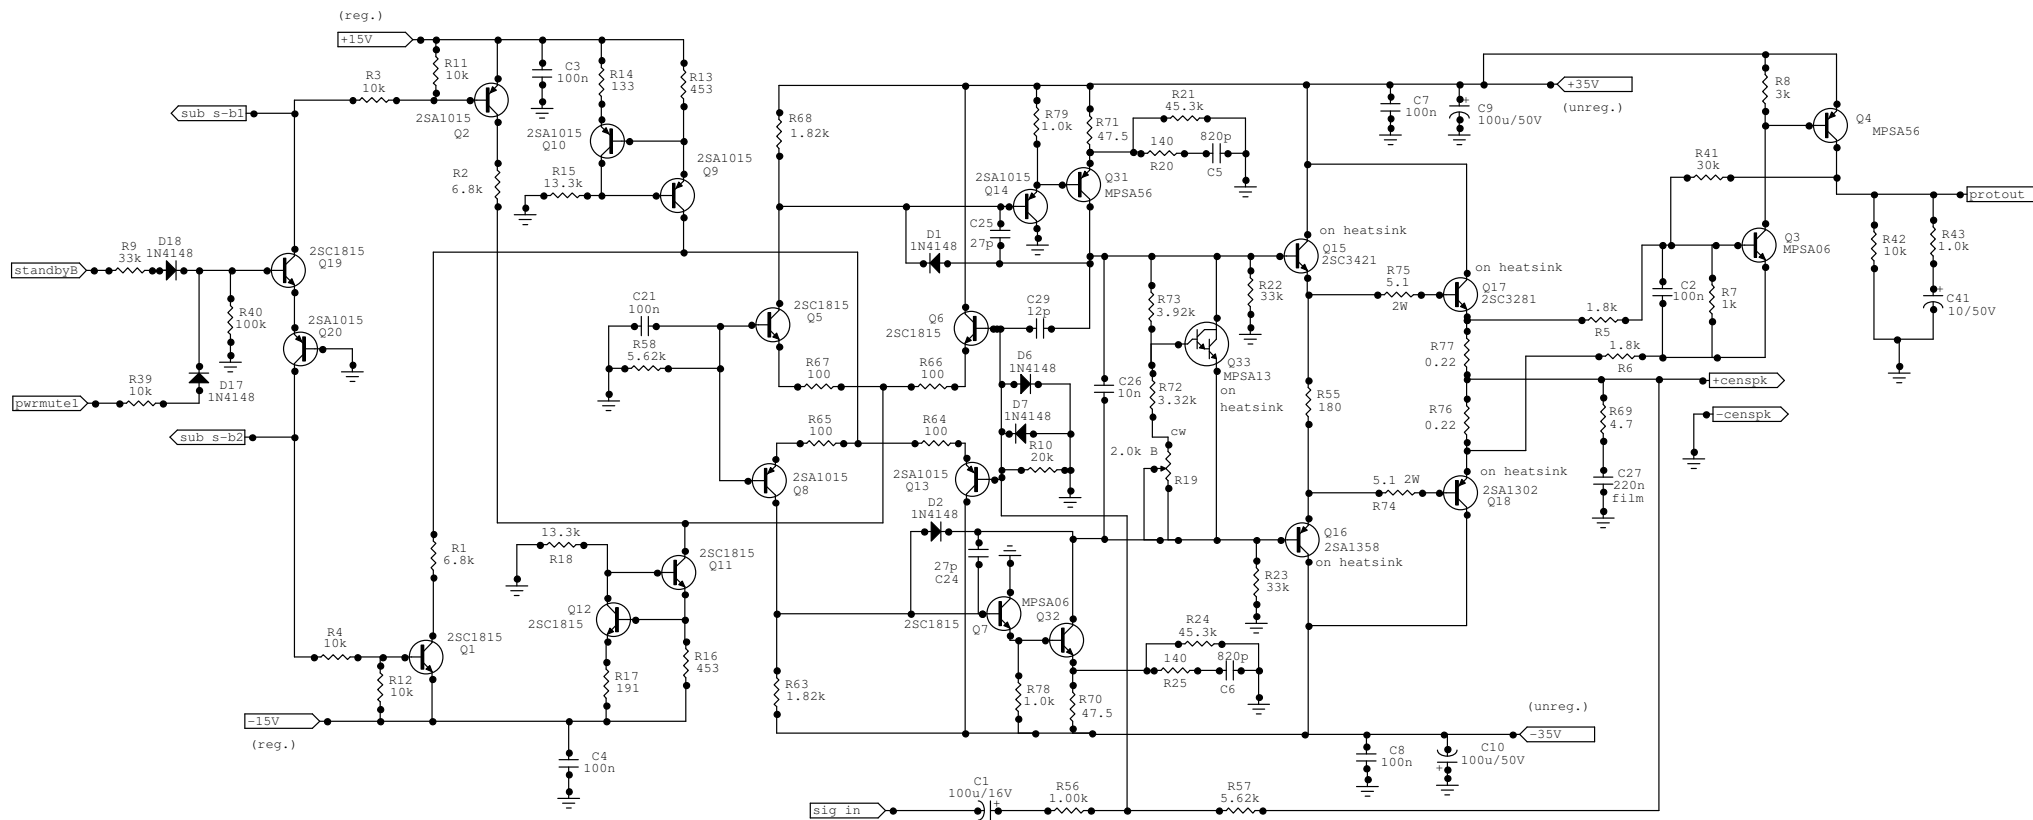 (reg.)
+15V
R11
10k
R3
10k
C3
100n
R14
133
R13
453
sub s-b1
2SA1015
Q2
2SA1015
Q10
R2
6.8k
R15
13.3k
2SA1015
Q9
R68
1.82k
R79
1.0k
R71
47.5
R21
45.3k
140
R20
820p
C5
C7
100n
C9
100u/50V
+
+35V
(unreg.)
R8
3k
Q4
MPSA56
R41
30k
protout
2SA1015
Q14
Q31
MPSA56
C25
27p
D1
1N4148
on heatsink
Q15
2SC3421
Q3
MPSA06
R42
10k
R43
1.0k
C41
10/50V
+
standbyB
R9
33k
D18
1N4148
2SC1815
Q19
R40
100k
2SA1015
Q20
R39
10k
D17
1N4148
pwrmute1
sub s-b2
C21
100n
R58
5.62k
2SC1815
Q5
Q6
2SC1815
C29
12p
R67
100
R66
100
D6
1N4148
D7
1N4148
R10
20k
R65
100
R64
100
2SA1015
Q8
2SA1015
Q13
D2
1N4148
R73
3.92k
R22
33k
Q33
MPSA13
on
heatsink
C26
10n
R72
3.32k
cw
2.0k B
R19
R55
180
R75
5.1
2W
on heatsink
Q17
2SC3281
R77
0.22
R76
0.22
1.8k
R5
1.8k
R6
C2
100n
R7
1k
+censpk
-censpk
R69
4.7
C27
220n
film
on heatsink
5.1 2W
R74
2SA1302
Q18
Q16
2SA1358
on heatsink
R23
33k
R1
6.8k
13.3k
R18
2SC1815
Q11
Q12
2SC1815
27p
C24
MPSA06
Q32
2SC1815
Q7
R24
45.3k
140
R25
820p
C6
R4
10k
2SC1815
Q1
R12
10k
R17
191
R16
453
R63
1.82k
R78
1.0k
R70
47.5
-15V
(reg.)
C4
100n
(unreg.)
-35V
C8
100n
C10
100u/50V
+
sig in
C1
100u/16V
+
R56
1.00k
R57
5.62k